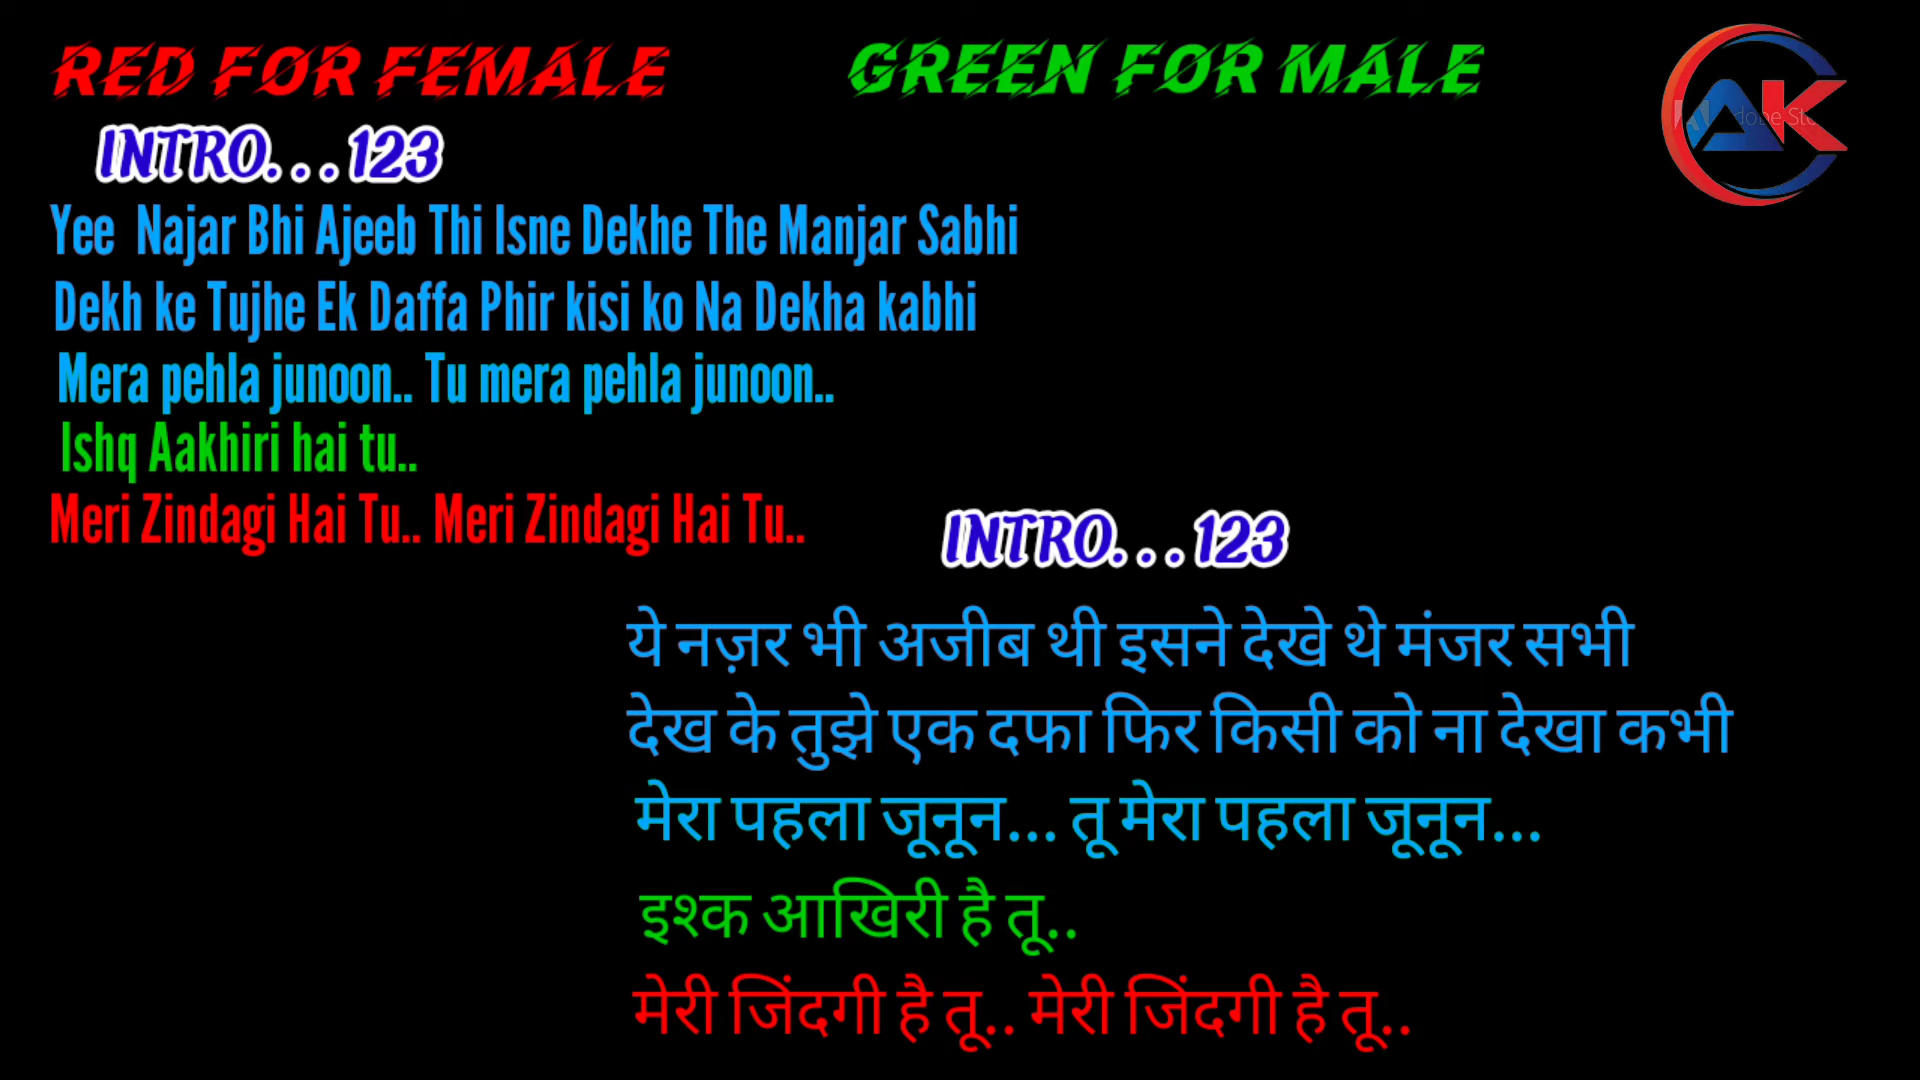 RED FOR FEMALE
GREEN FOR MALE
AK
INTRO...123
Yee Najar Bhi Ajeeb Thi Isne Dekhe The Manjar Sabhi
Dekh ke Tujhe Ek Daffa Phir kisi ko Na Dekha kabhi
Mera pehla junoon.. Tu mera pehla junoon..
Ishq Aakhiri hai tu..
Meri Zindagi Hai Tu.. Meri Zindagi Hai Tu..
INTRO...123
ये नज़र भी अजीब थी इसने देखे थे मंजर सभी
देख के तुझे एक दफा फिर किसी को ना देखा कभी
मेरा पहला जूनून... तू मेरा पहला जूनून...
इश्क आखिरी है तू..
मेरी जिंदगी है तू.. मेरी जिंदगी है तू..